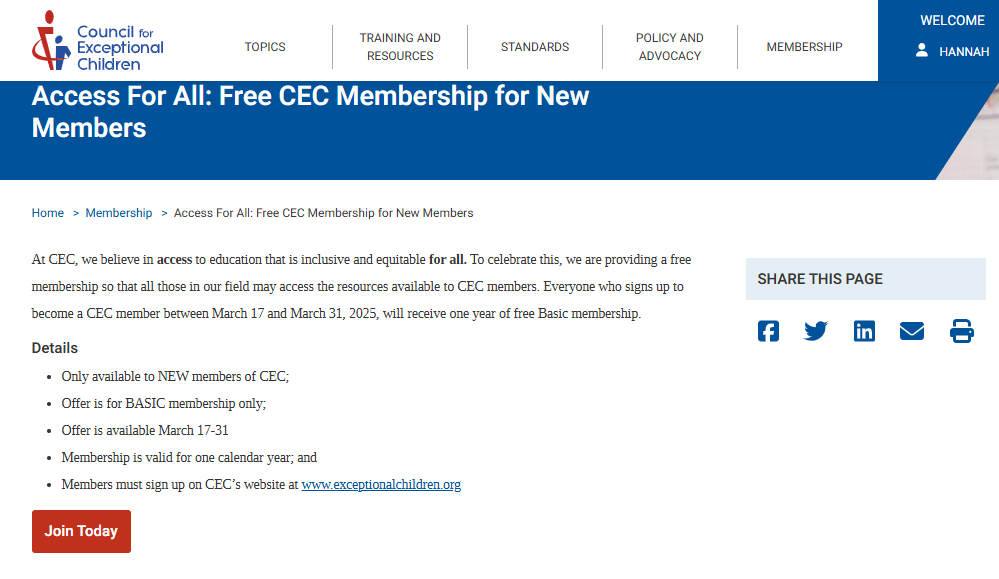 Council for
Exceptional
Children
TOPICS
TRAINING AND
RESOURCES
STANDARDS
POLICY AND
ADVOCACY
MEMBERSHIP
WELCOME
HANNAH
Access For All: Free CEC Membership for New
Members
Home > Membership > Access For All: Free CEC Membership for New Members
At CEC, we believe in access to education that is inclusive and equitable for all. To celebrate this, we are providing a free
membership so that all those in our field may access the resources available to CEC members. Everyone who signs up to
become a CEC member between March 17 and March 31, 2025, will receive one year of free Basic membership.
SHARE THIS PAGE
Details
• Only available to NEW members of CEC;
• Offer is for BASIC membership only;
• Offer is available March 17-31
• Membership is valid for one calendar year; and
• Members must sign up on CEC’s website at www.exceptionalchildren.org
Join Today